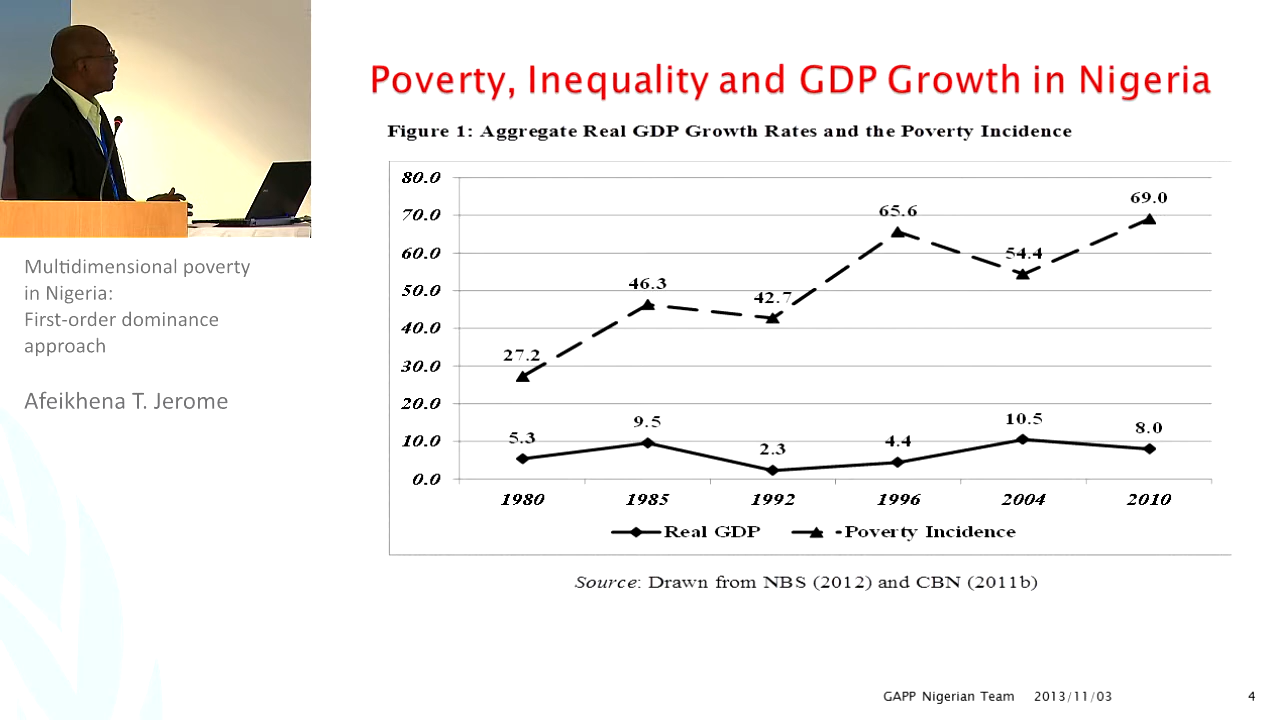 Poverty, Inequality and GDP Growth in Nigeria
Figure 1: Aggregate Real GDP Growth Rates and the Poverty Incidence
80.0
70.0
60.0
50.0
40.0
30.0
20.0
10.0
0.0
27.2
46.3
42.7
65.6
54.4
69.0
5.3
9.5
2.3
4.4
10.5
8.0
1980 1985 1992 1996 2004 2010
Real GDP Poverty Incidence
Source: Drawn from NBS (2012) and CBN (2011b)
Multidimensional poverty
in Nigeria:
First-order dominance
approach
Afeikhena T. Jerome
GAPP Nigerian Team 2013/11/03 4